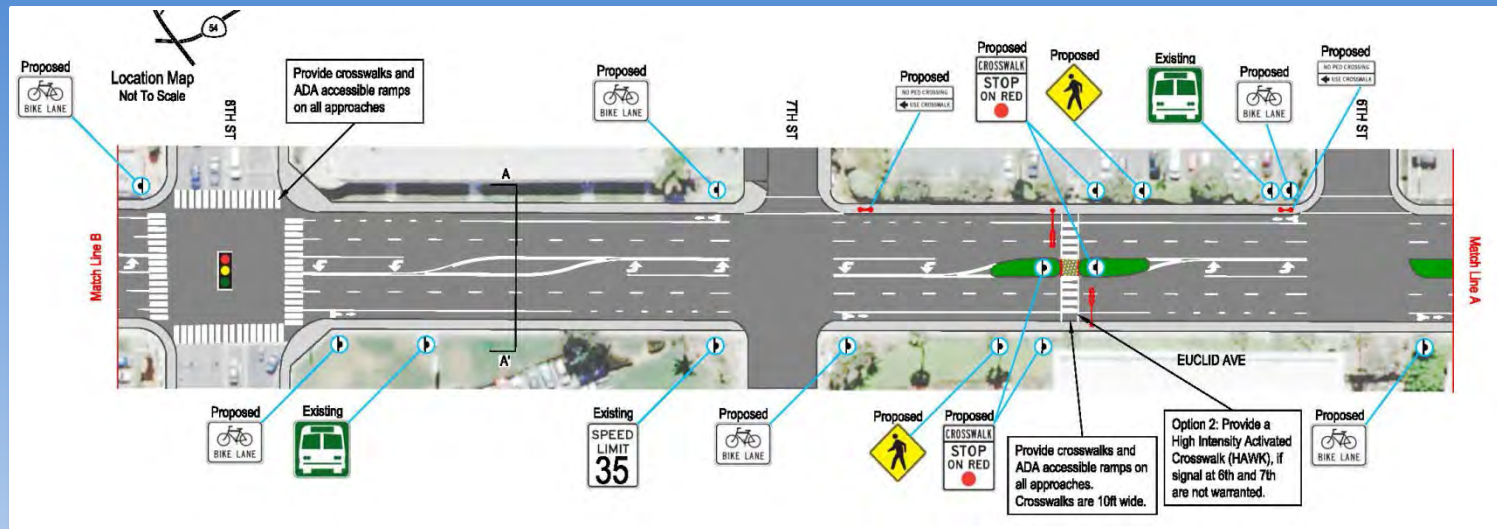 54
Location Map
Not To Scale
Proposed
BIKE LANE
8TH ST
Provide crosswalks and
ADA accessible ramps
on all approaches
Proposed
BIKE LANE
7TH ST
Proposed
NO PED CROSSING
USE CROSSWALK
Proposed
CROSSWALK
STOP
ON RED
Proposed
Existing
Proposed
BIKE LANE
Proposed
NO PED CROSSING
USE CROSSWALK
6TH ST
Match Line B
A
A'
Match Line A
EUCLID AVE
Proposed
BIKE LANE
Existing
Existing
SPEED
LIMIT
35
Proposed
BIKE LANE
Proposed
Proposed
CROSSWALK
STOP
ON RED
Provide crosswalks and
ADA accessible ramps on
all approaches.
Crosswalks are 10ft wide.
Option 2: Provide a
High Intensity Activated
Crosswalk (HAWK), if
signal at 6th and 7th
are not warranted.
Proposed
BIKE LANE